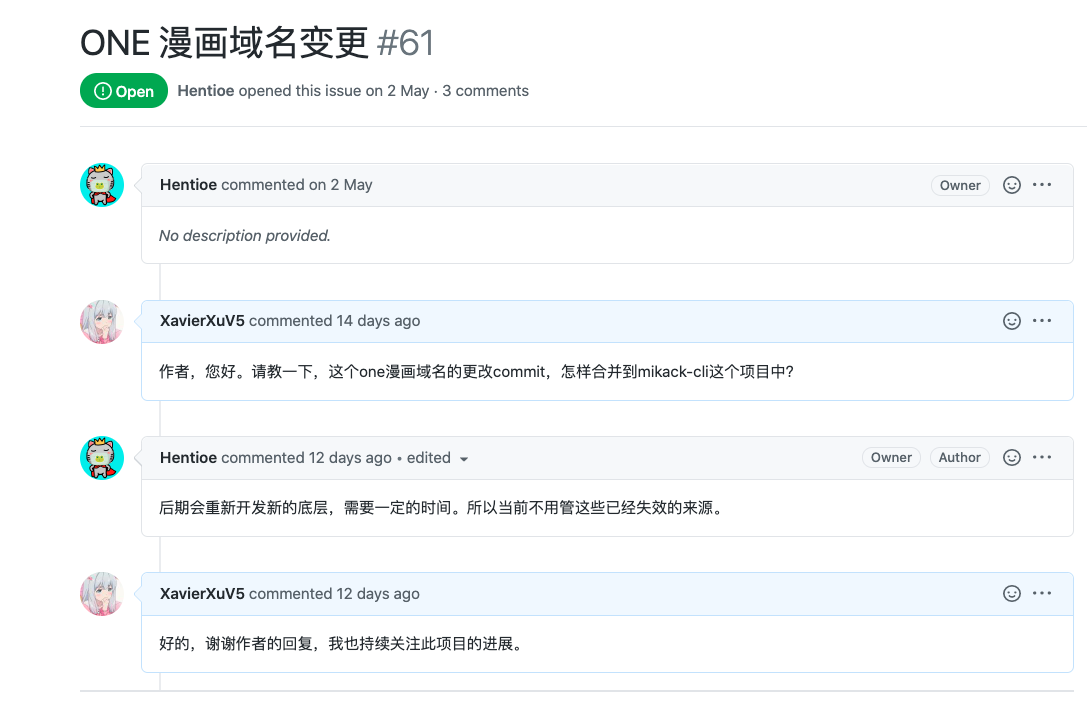 ONE 漫画域名变更 #61
Open Hentioe opened this issue on 2 May · 3 comments
Hentioe commented on 2 May Owner ···
No description provided.
XavierXuV5 commented 14 days ago ···
作者，您好。请教一下，这个one漫画域名的更改commit，怎样合并到mikack-cli这个项目中?
Hentioe commented 12 days ago • edited Owner Author ···
后期会重新开发新的底层，需要一定的时间。所以当前不用管这些已经失效的来源。
XavierXuV5 commented 12 days ago ···
好的，谢谢作者的回复，我也持续关注此项目的进展。